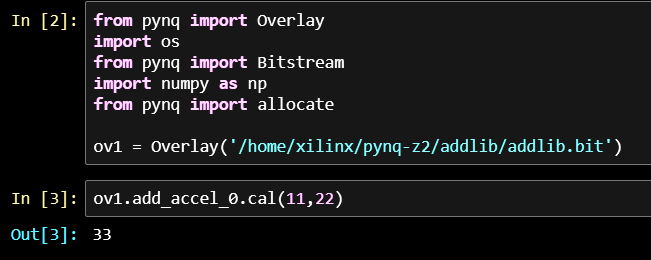 In [2]: from pynq import Overlay
import os
from pynq import Bitstream
import numpy as np
from pynq import allocate
ov1 = Overlay('/home/xilinx/pynq-z2/addlib/addlib.bit')
In [3]: ov1.add_accel_0.cal(11,22)
Out[3]: 33